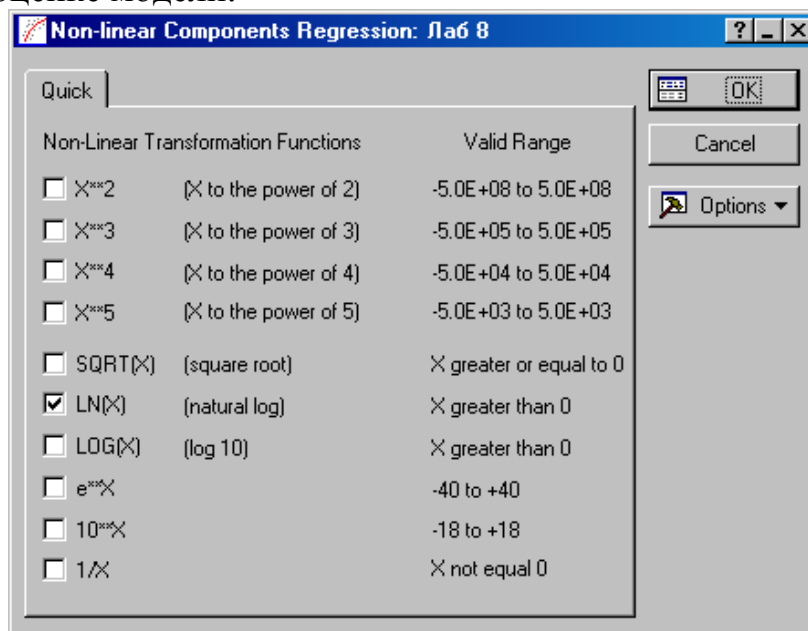 оценке модели.
Non-linear Components Regression: Лаб 8
Quick
OK
Cancel
Options
Non-Linear Transformation Functions Valid Range
X**2 (X to the power of 2) -5.0E+08 to 5.0E+08
X**3 (X to the power of 3) -5.0E+05 to 5.0E+05
X**4 (X to the power of 4) -5.0E+04 to 5.0E+04
X**5 (X to the power of 5) -5.0E+03 to 5.0E+03
SQRT(X) (square root) X greater or equal to 0
LN(X) (natural log) X greater than 0
LOG(X) (log 10) X greater than 0
e**X -40 to +40
10**X -18 to +18
1/X X not equal 0